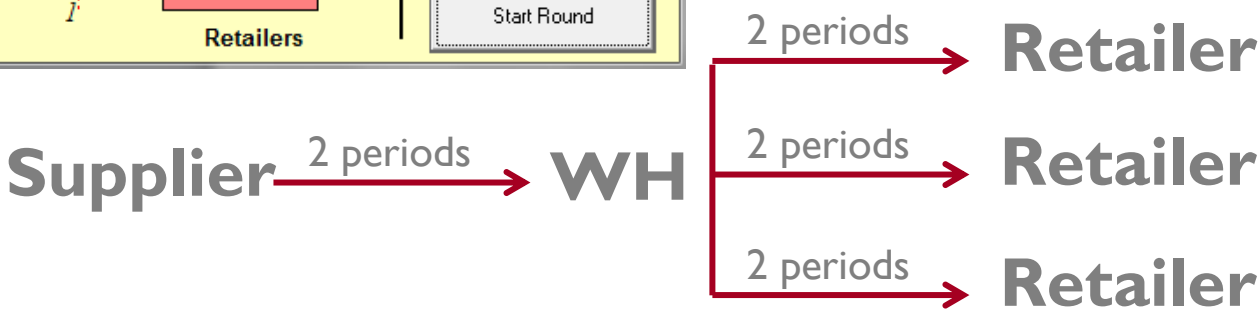 Start Round
Retailers
2 periods
Retailer
Supplier 2 periods WH
2 periods
Retailer
2 periods
Retailer